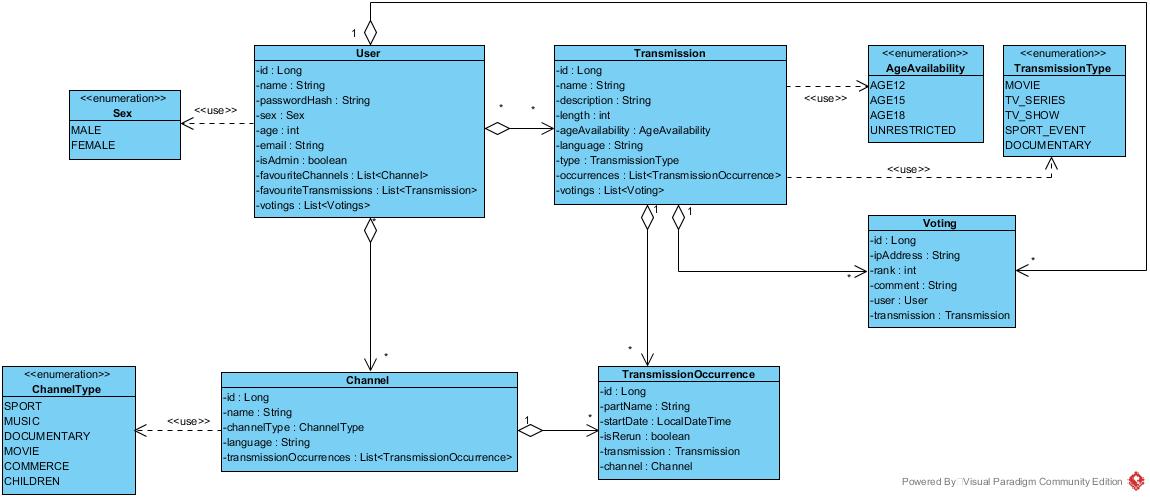 1
User
-id : Long
-name : String
-passwordHash : String
-sex : Sex
-age : int
-email : String
-isAdmin : boolean
-favouriteChannels : List<Channel>
-favouriteTransmissions : List<Transmission>
-votings : List<Votings>
*
*
*
Transmission
-id : Long
-name : String
-description : String
-length : int
-ageAvailability : AgeAvailability
-language : String
-type : TransmissionType
-occurrences : List<TransmissionOccurrence>
-votings : List<Voting>
1
1
<<enumeration>>
AgeAvailability
AGE12
AGE15
AGE18
UNRESTRICTED
<<enumeration>>
TransmissionType
MOVIE
TV_SERIES
TV_SHOW
SPORT_EVENT
DOCUMENTARY
<<use>>
<<use>>
<<enumeration>>
Sex
MALE
FEMALE
<<use>>
Voting
-id : Long
-ipAddress : String
-rank : int
-comment : String
-user : User
-transmission : Transmission
*
*
<<enumeration>>
ChannelType
SPORT
MUSIC
DOCUMENTARY
MOVIE
COMMERCE
CHILDREN
<<use>>
*
Channel
-id : Long
-name : String
-channelType : ChannelType
-language : String
-transmissionOccurrences : List<TransmissionOccurrence>
1
*
*
TransmissionOccurrence
-id : Long
-partName : String
-startDate : LocalDateTime
-isRerun : boolean
-transmission : Transmission
-channel : Channel
Powered By Visual Paradigm Community Edition